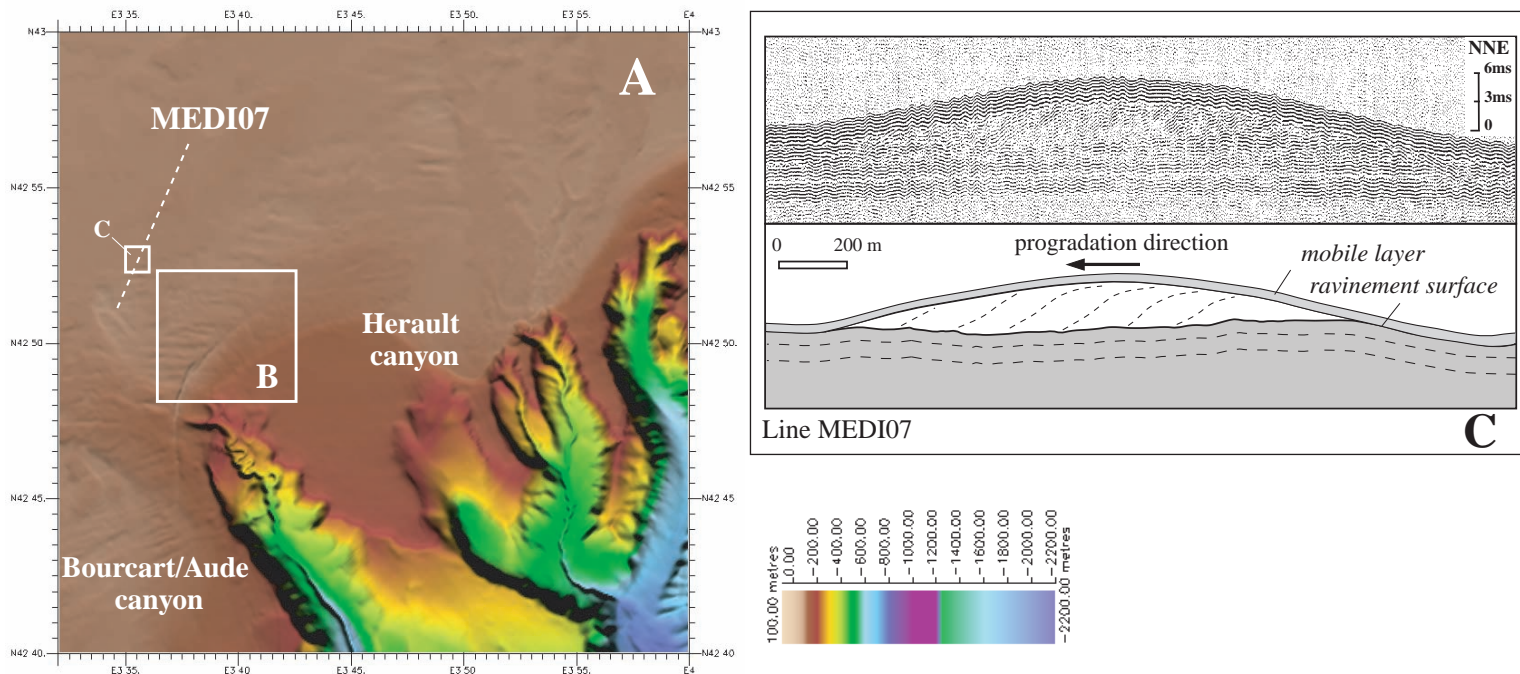 E3 35.
E3 40.
E3 45.
E3 50.
E3 55.
E4
N43
N43
A
MEDI07
N42 55.
N42 55
C
N42 50.
N42 50
Herault
canyon
B
N42 45.
N42 45
Bourcart/Aude
canyon
N42 40.
N42 40
E3 35.
E3 40.
E3 45.
E3 50.
E3 55.
E4
NNE
6ms
3ms
0
0 200 m
progradation direction
mobile layer
ravinement surface
Line MEDI07
C
100.00 metres
0.00
-200.00
-400.00
-600.00
-800.00
-1000.00
-1200.00
-1400.00
-1600.00
-1800.00
-2000.00
-2200.00
-2200.00 metres